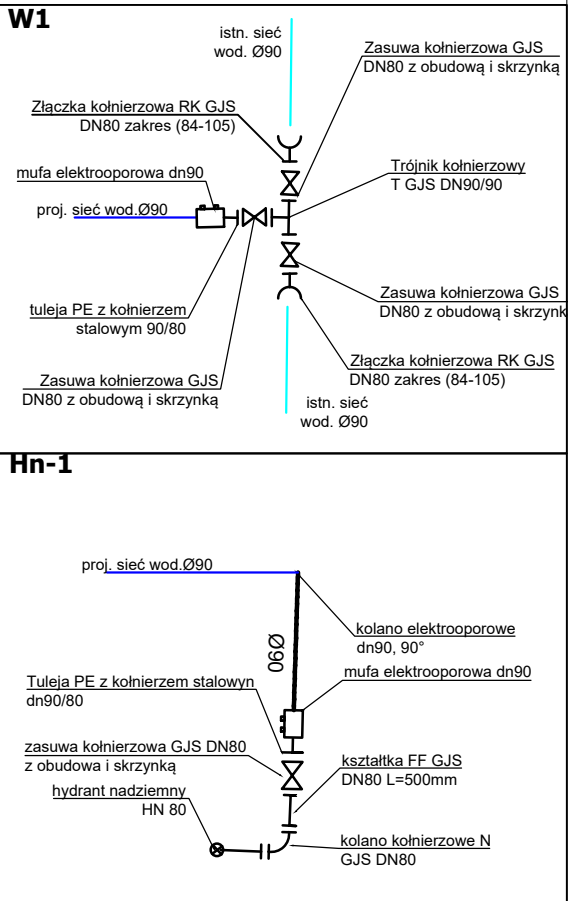 W1
istn. sieć
wod. Ø90
Zasuwa kołnierzowa GJS
DN80 z obudową i skrzynką
Złączka kołnierzowa RK GJS
DN80 zakres (84-105)
mufa elektrooporowa dn90
Trójnik kołnierzowy
T GJS DN90/90
proj. sieć wod.Ø90
tuleja PE z kołnierzem
stalowym 90/80
Zasuwa kołnierzowa GJS
DN80 z obudową i skrzynk
Zasuwa kołnierzowa GJS
DN80 z obudową i skrzynką
Złączka kołnierzowa RK GJS
DN80 zakres (84-105)
istn. sieć
wod. Ø90
Hn-1
proj. sieć wod.Ø90
Ø90
kolano elektrooporowe
dn90, 90°
mufa elektrooporowa dn90
Tuleja PE z kołnierzem stalowyn
dn90/80
zasuwa kołnierzowa GJS DN80
z obudowa i skrzynką
kształtka FF GJS
DN80 L=500mm
hydrant nadziemny
HN 80
kolano kołnierzowe N
GJS DN80